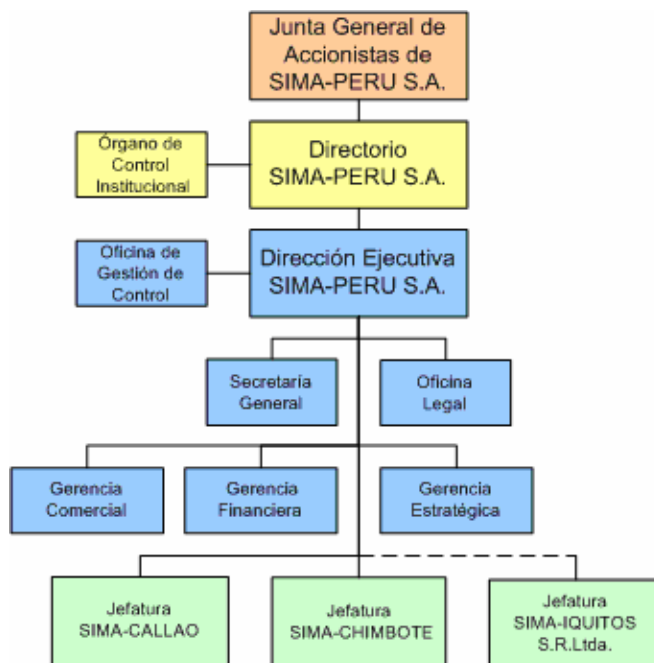 Junta General de
Accionistas de
SIMA-PERU S.A.
Órgano de
Control
Institucional
Directorio
SIMA-PERU S.A.
Oficina de
Gestión de
Control
Dirección Ejecutiva
SIMA-PERU S.A.
Secretaría
General
Oficina
Legal
Gerencia
Comercial
Gerencia
Financiera
Gerencia
Estratégica
Jefatura
SIMA-CALLAO
Jefatura
SIMA-CHIMBOTE
Jefatura
SIMA-IQUITOS
S.R.Ltda.